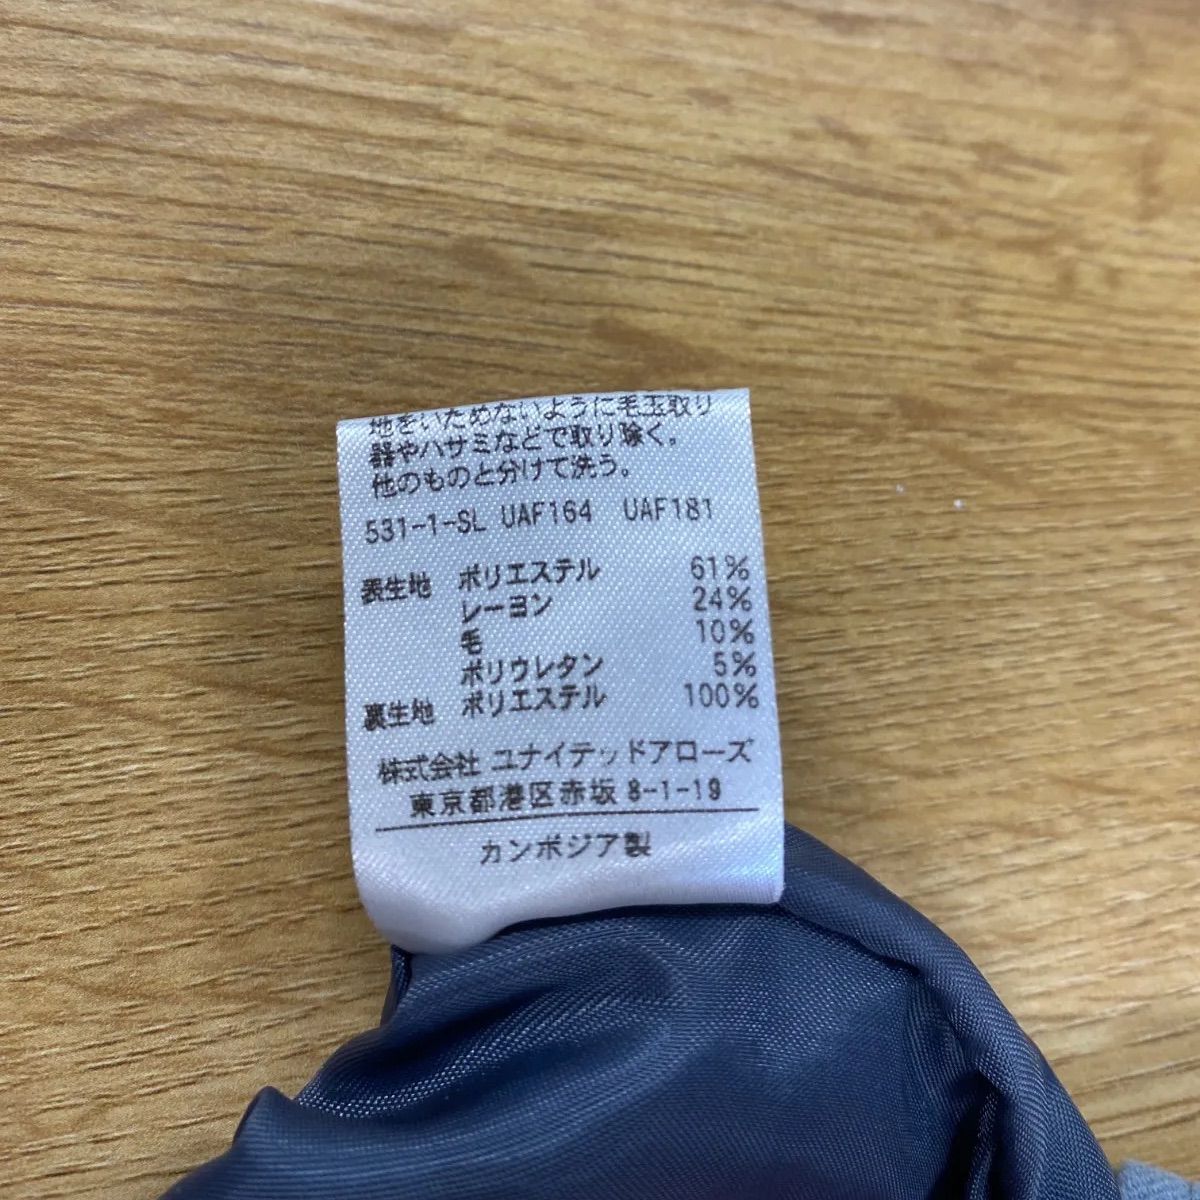 地をいためないように毛玉取り
器やハサミなどで取り除く。
他のものと分けて洗う。
531-1-SL UAF164 UAF181
表生地 ポリエステル 61%
レーヨン 24%
毛 10%
ポリウレタン 5%
裏生地 ポリエステル 100%
株式会社 ユナイテッドアローズ
東京都港区赤坂 8-1-19
カンボジア製